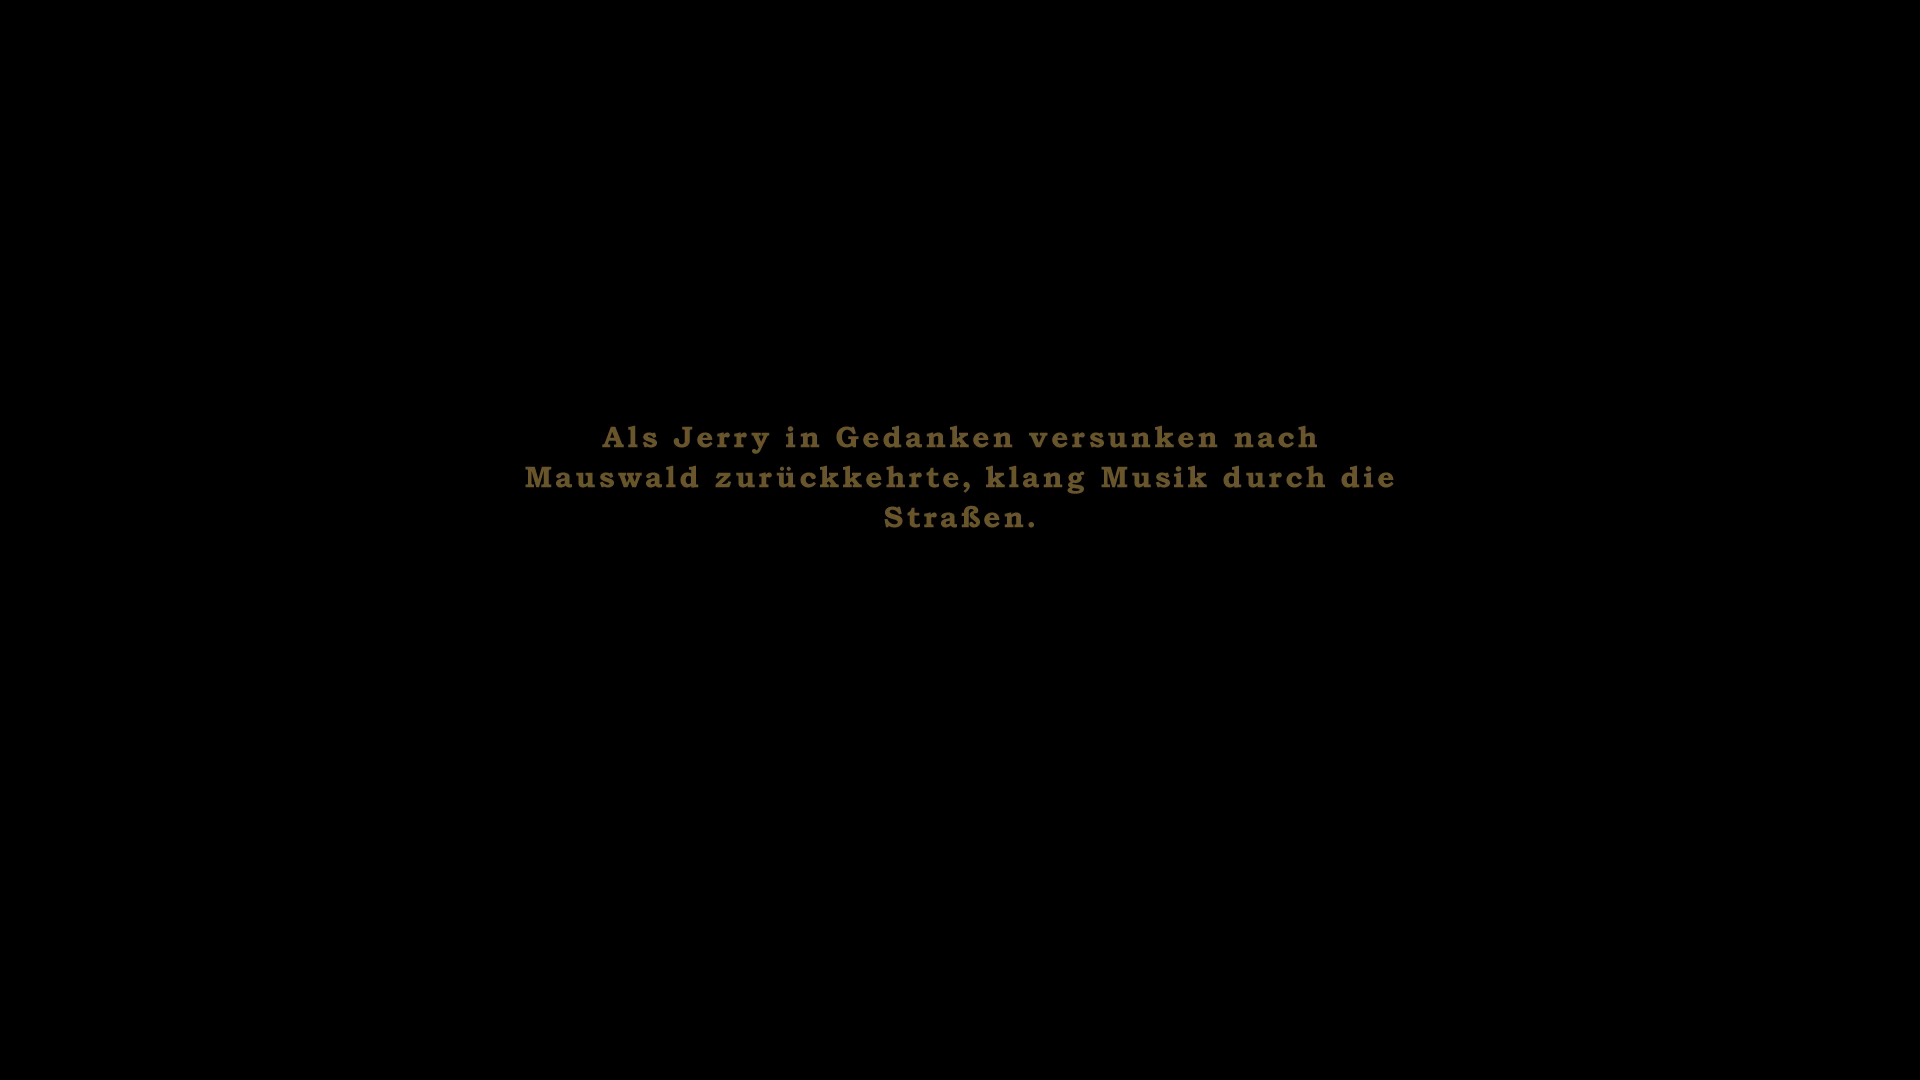 Als Jerry in Gedanken versunken nach
Mauswald zurückkehrte, klang Musik durch die
Straßen.